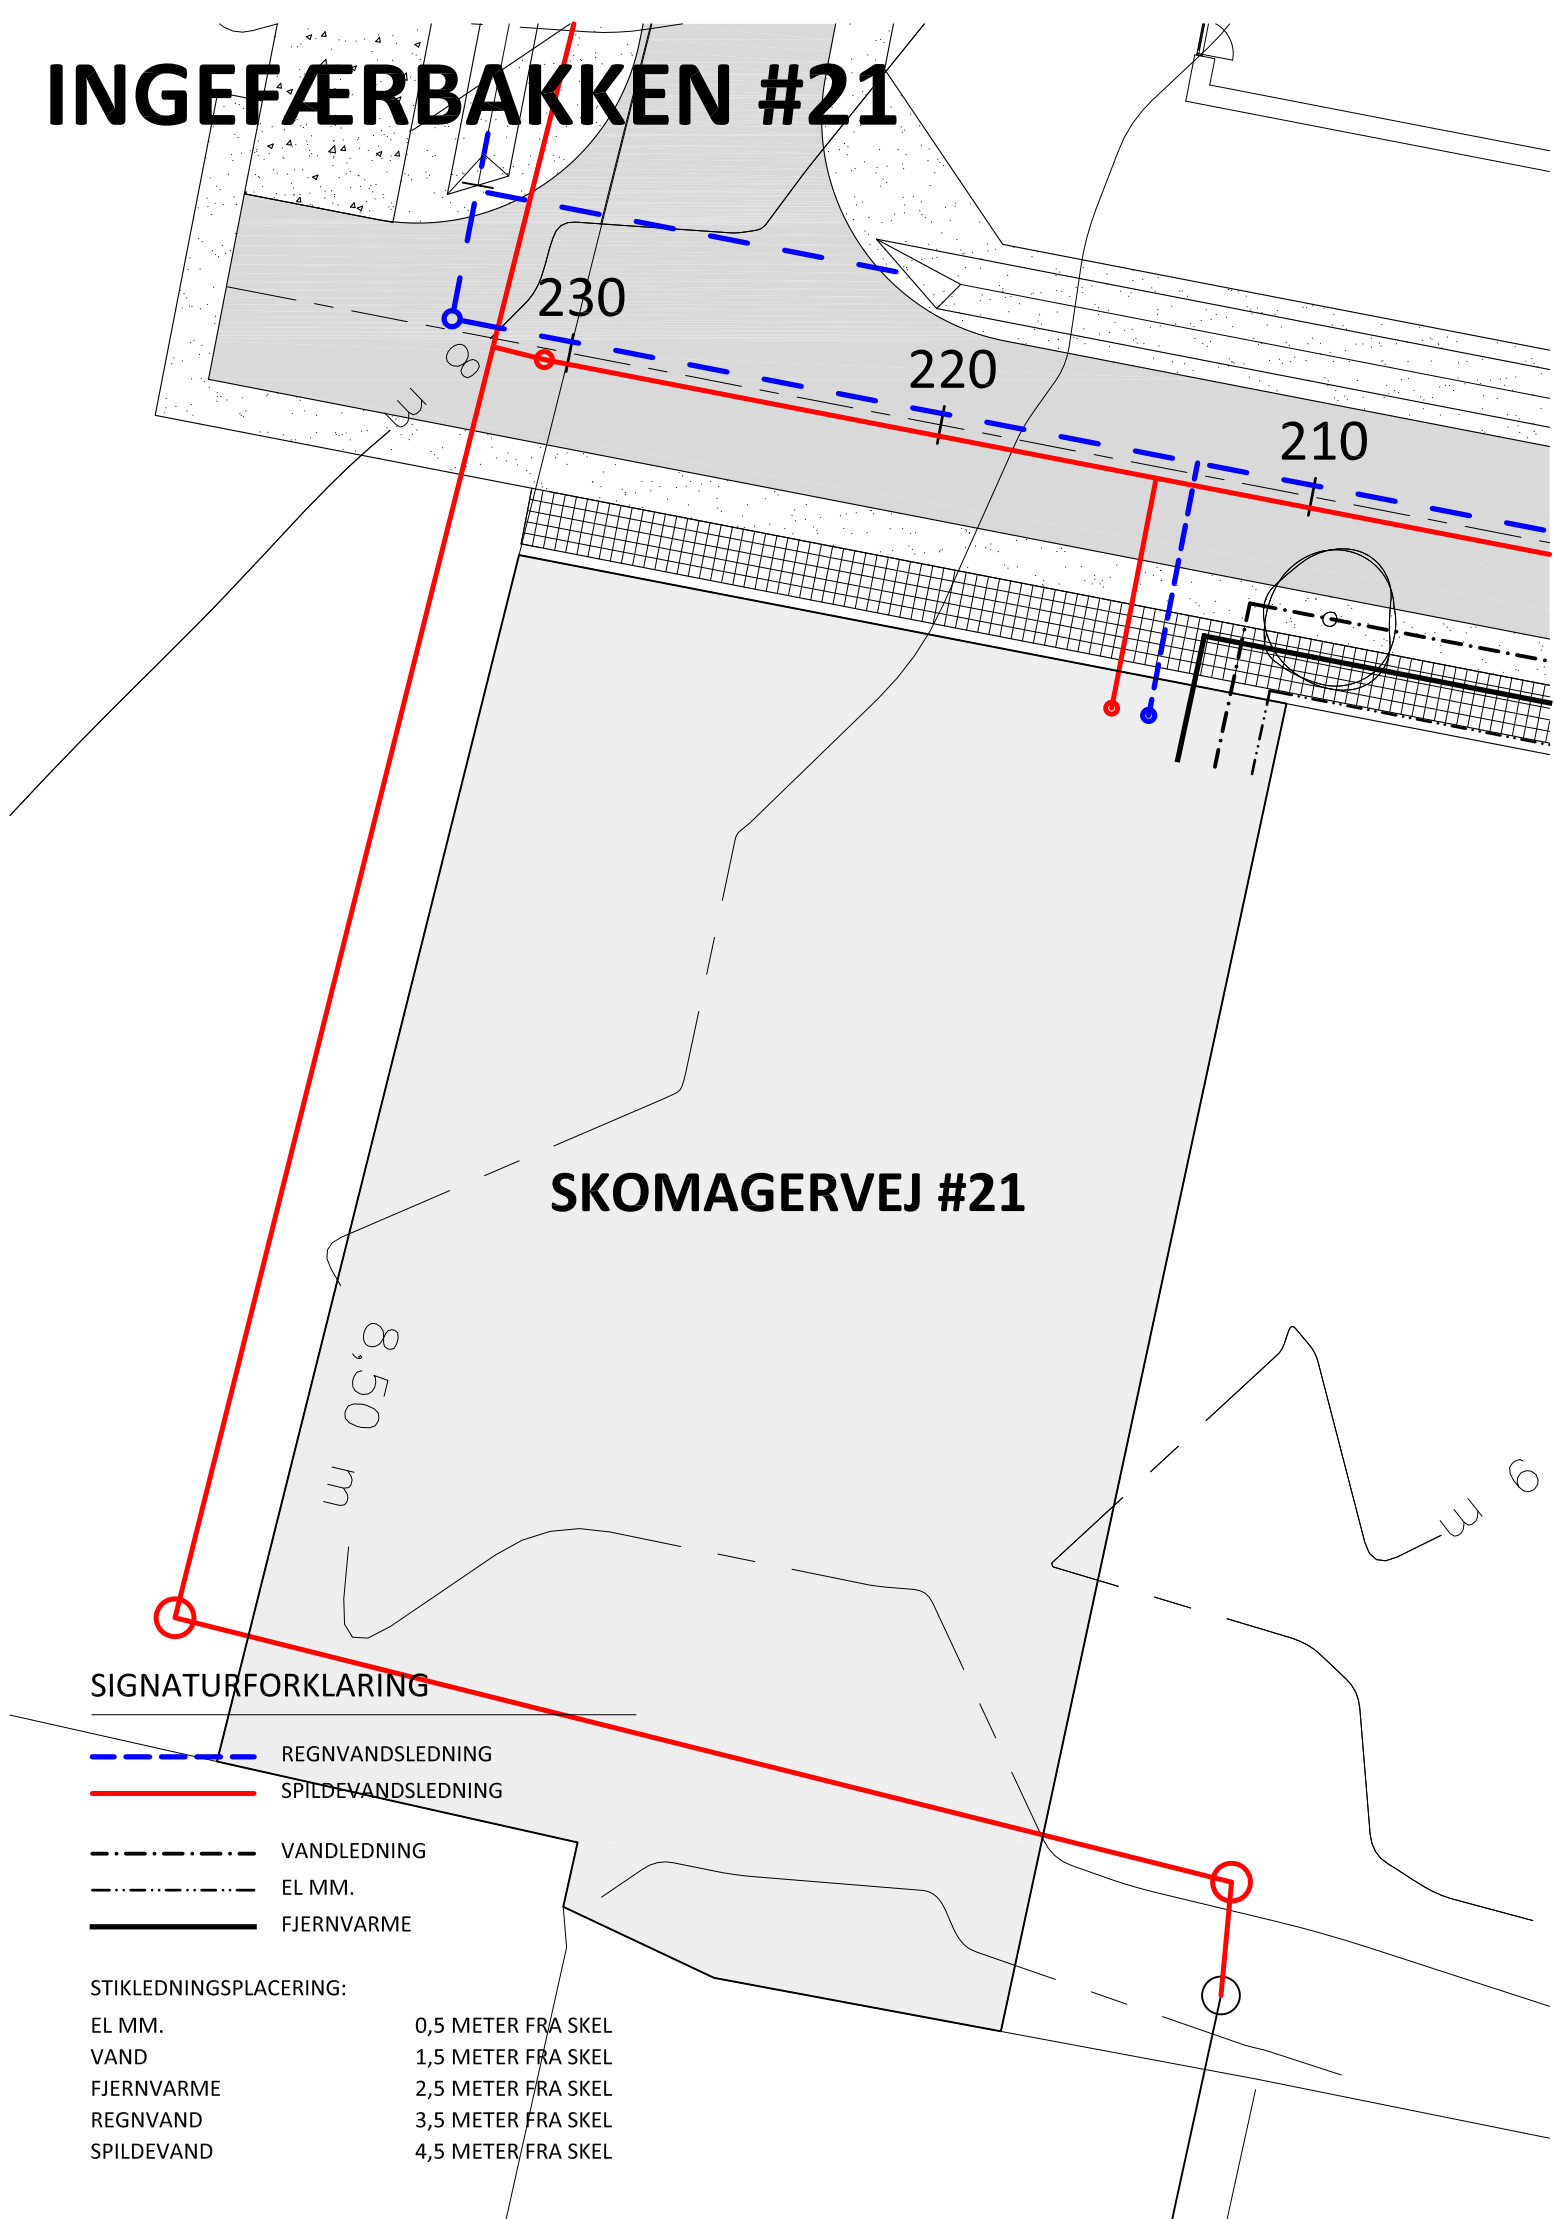 INGEFÆRBAKKEN #21
230
8 m
220
210
SKOMAGERVEJ #21
8,50 m
9 m
SIGNATURFORKLARING
REGNVANDSLEDNING
SPILDEVANDSLEDNING
VANDLEDNING
EL MM.
FJERNVARME
STIKLEDNINGSPLACERING:
EL MM. 0,5 METER FRA SKEL
VAND 1,5 METER FRA SKEL
FJERNVARME 2,5 METER FRA SKEL
REGNVAND 3,5 METER FRA SKEL
SPILDEVAND 4,5 METER FRA SKEL